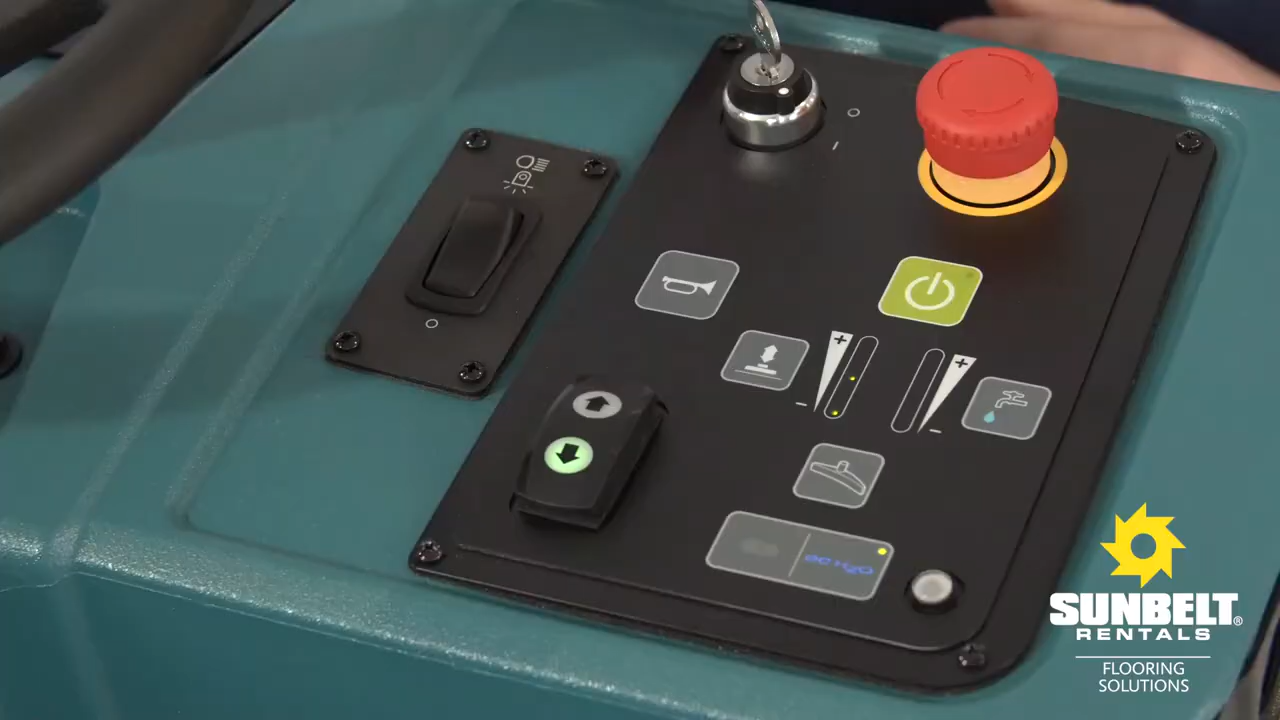 +
+
−
−
ec H2O
SUNBELT®
RENTALS
FLOORING
SOLUTIONS